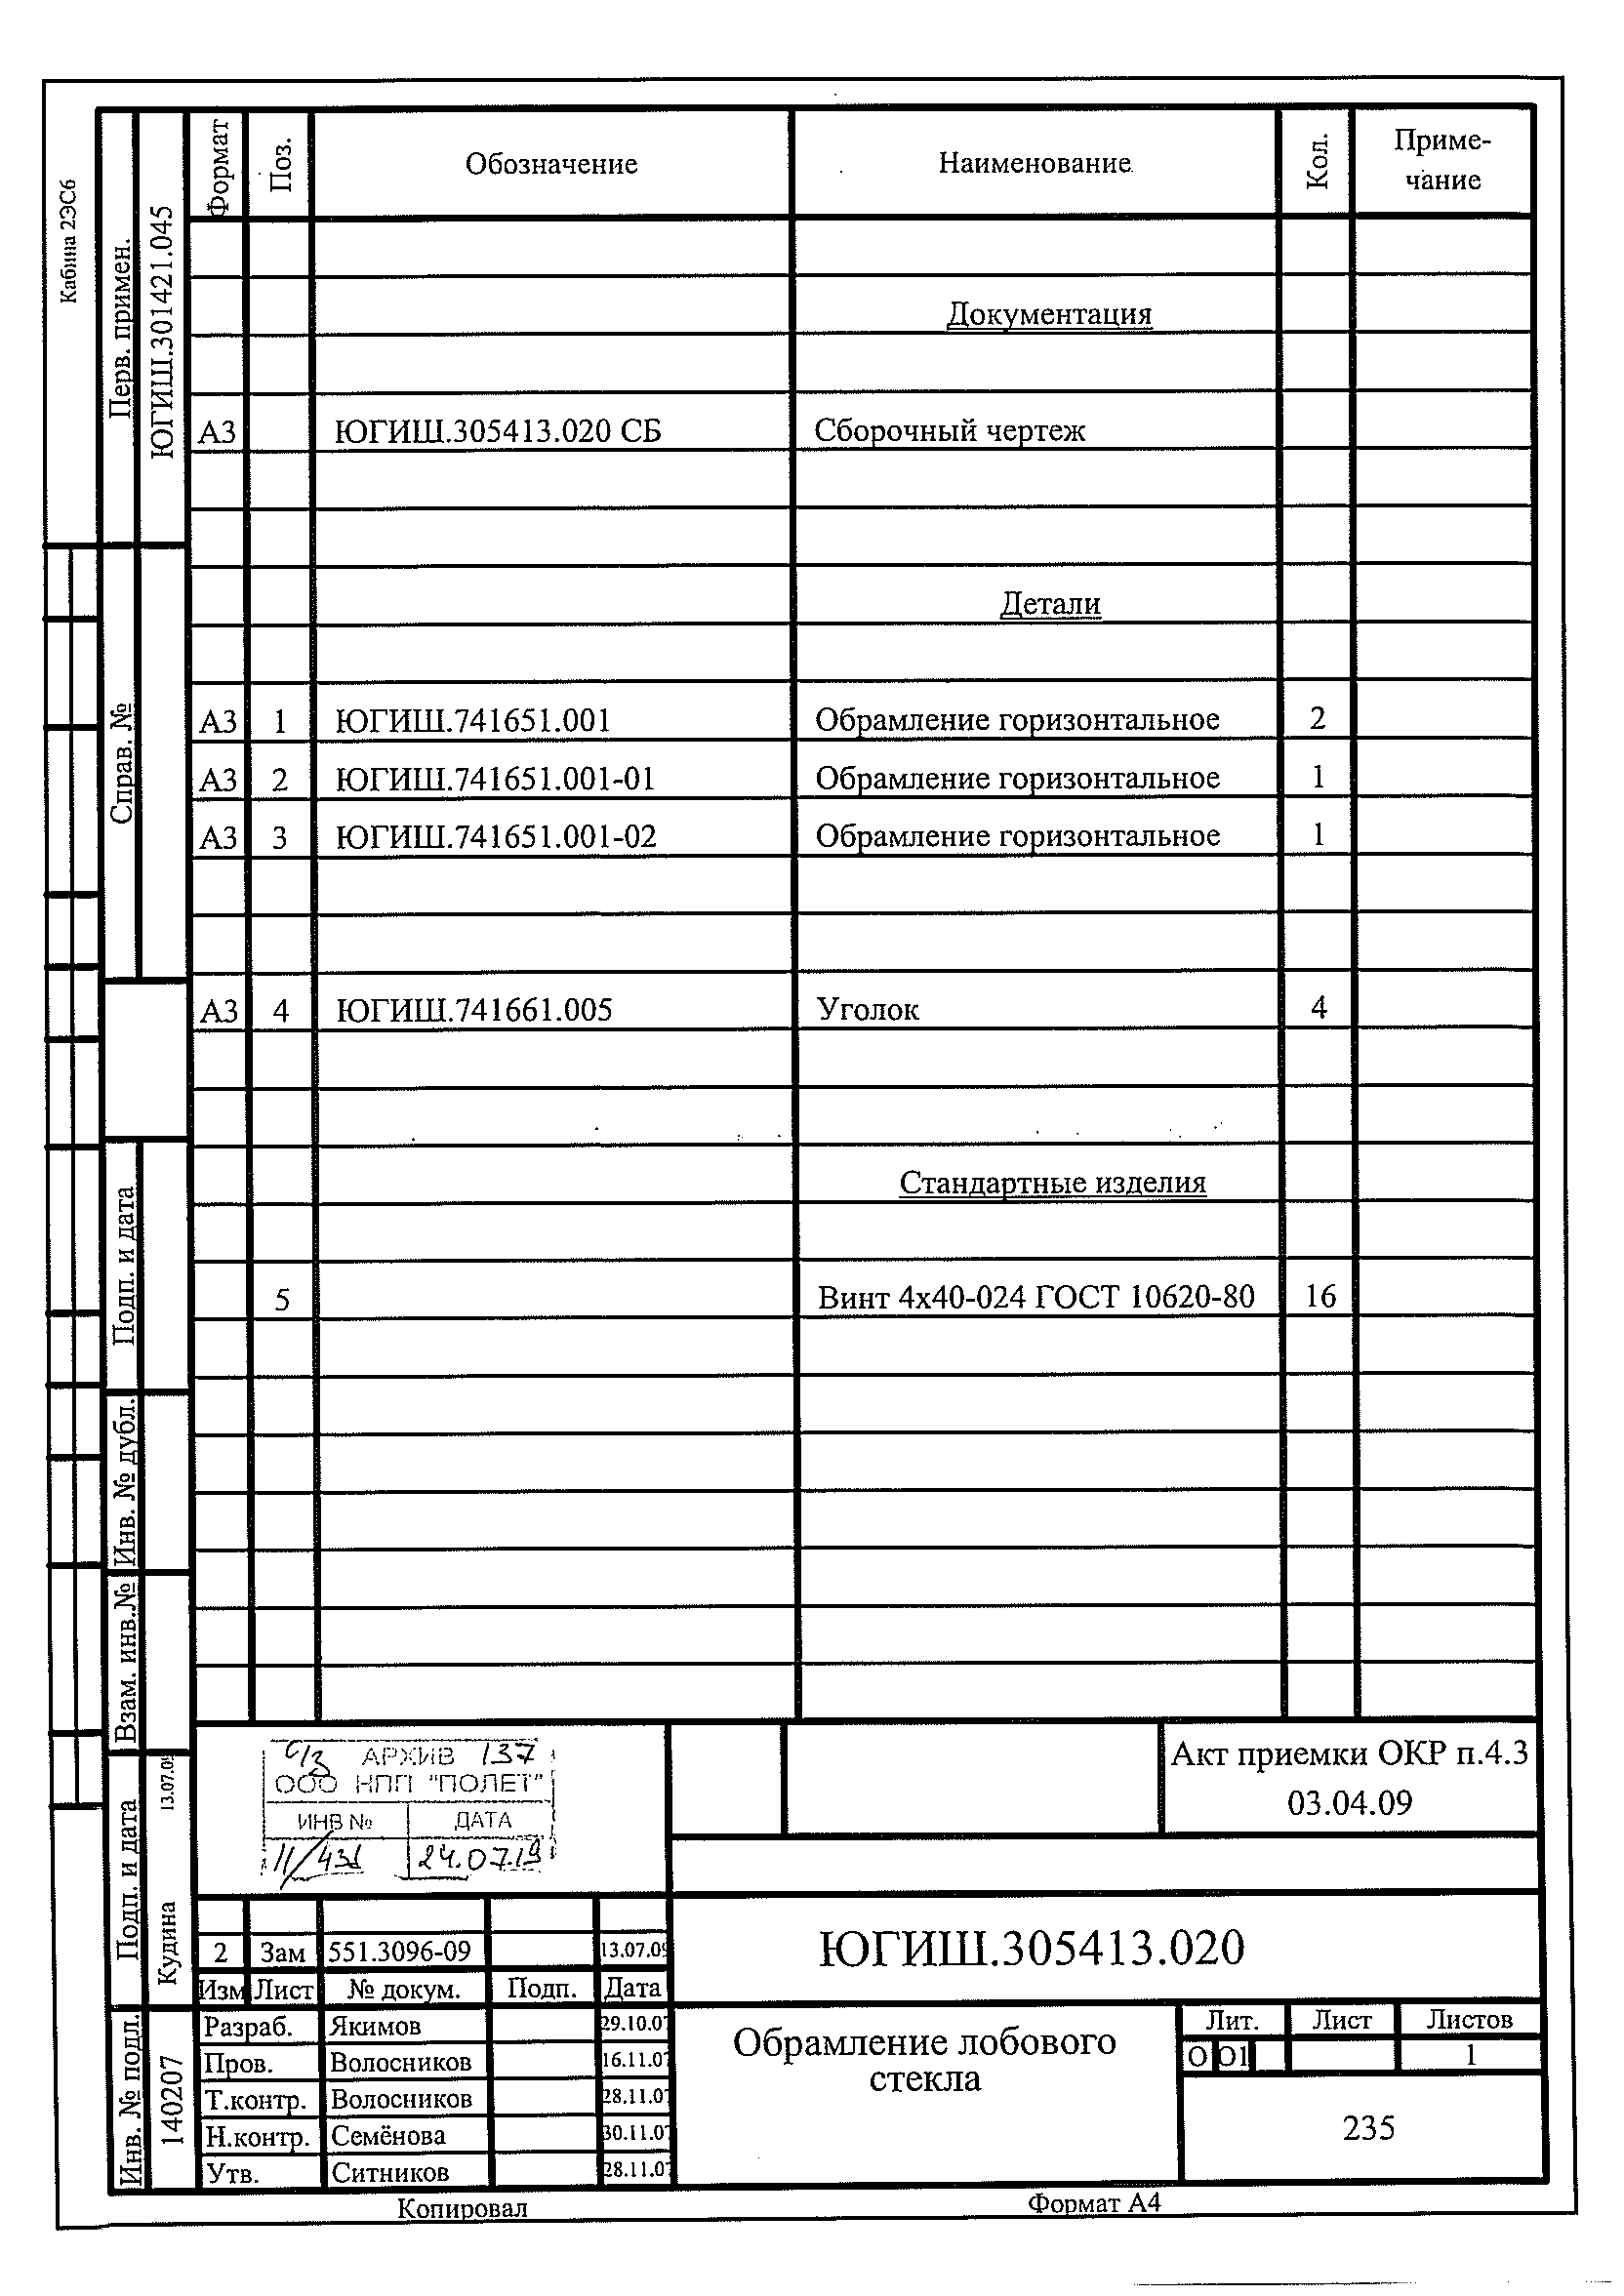 Кабина 2ЭС6
Перв. примен.
ЮГИШ.301421.045
Справ. №
Подп. и дата
Инв. № дубл.
Взам. инв.№
Подп. и дата
Кудина 13.07.09
Инв. № подл.
140207
Формат Поз. Обозначение Наименование Кол. Приме-
чание
Документация
А3 ЮГИШ.305413.020 СБ Сборочный чертеж
Детали
А3 1 ЮГИШ.741651.001 Обрамление горизонтальное 2
А3 2 ЮГИШ.741651.001-01 Обрамление горизонтальное 1
А3 3 ЮГИШ.741651.001-02 Обрамление горизонтальное 1
А3 4 ЮГИШ.741661.005 Уголок 4
Стандартные изделия
5 Винт 4х40-024 ГОСТ 10620-80 16
АРХИВ 137
ООО НПП "ПОЛЕТ"
ИНВ № ДАТА
11/431 24.07.19
Акт приемки ОКР п.4.3
03.04.09
2 Зам 551.3096-09 13.07.09
Изм Лист № докум. Подп. Дата
ЮГИШ.305413.020
Разраб. Якимов 29.10.07
Пров. Волосников 16.11.07
Т.контр. Волосников 28.11.07
Н.контр. Семёнова 30.11.07
Утв. Ситников 28.11.07
Обрамление лобового
стекла
Лит. Лист Листов
О О1 1
235
Копировал Формат А4